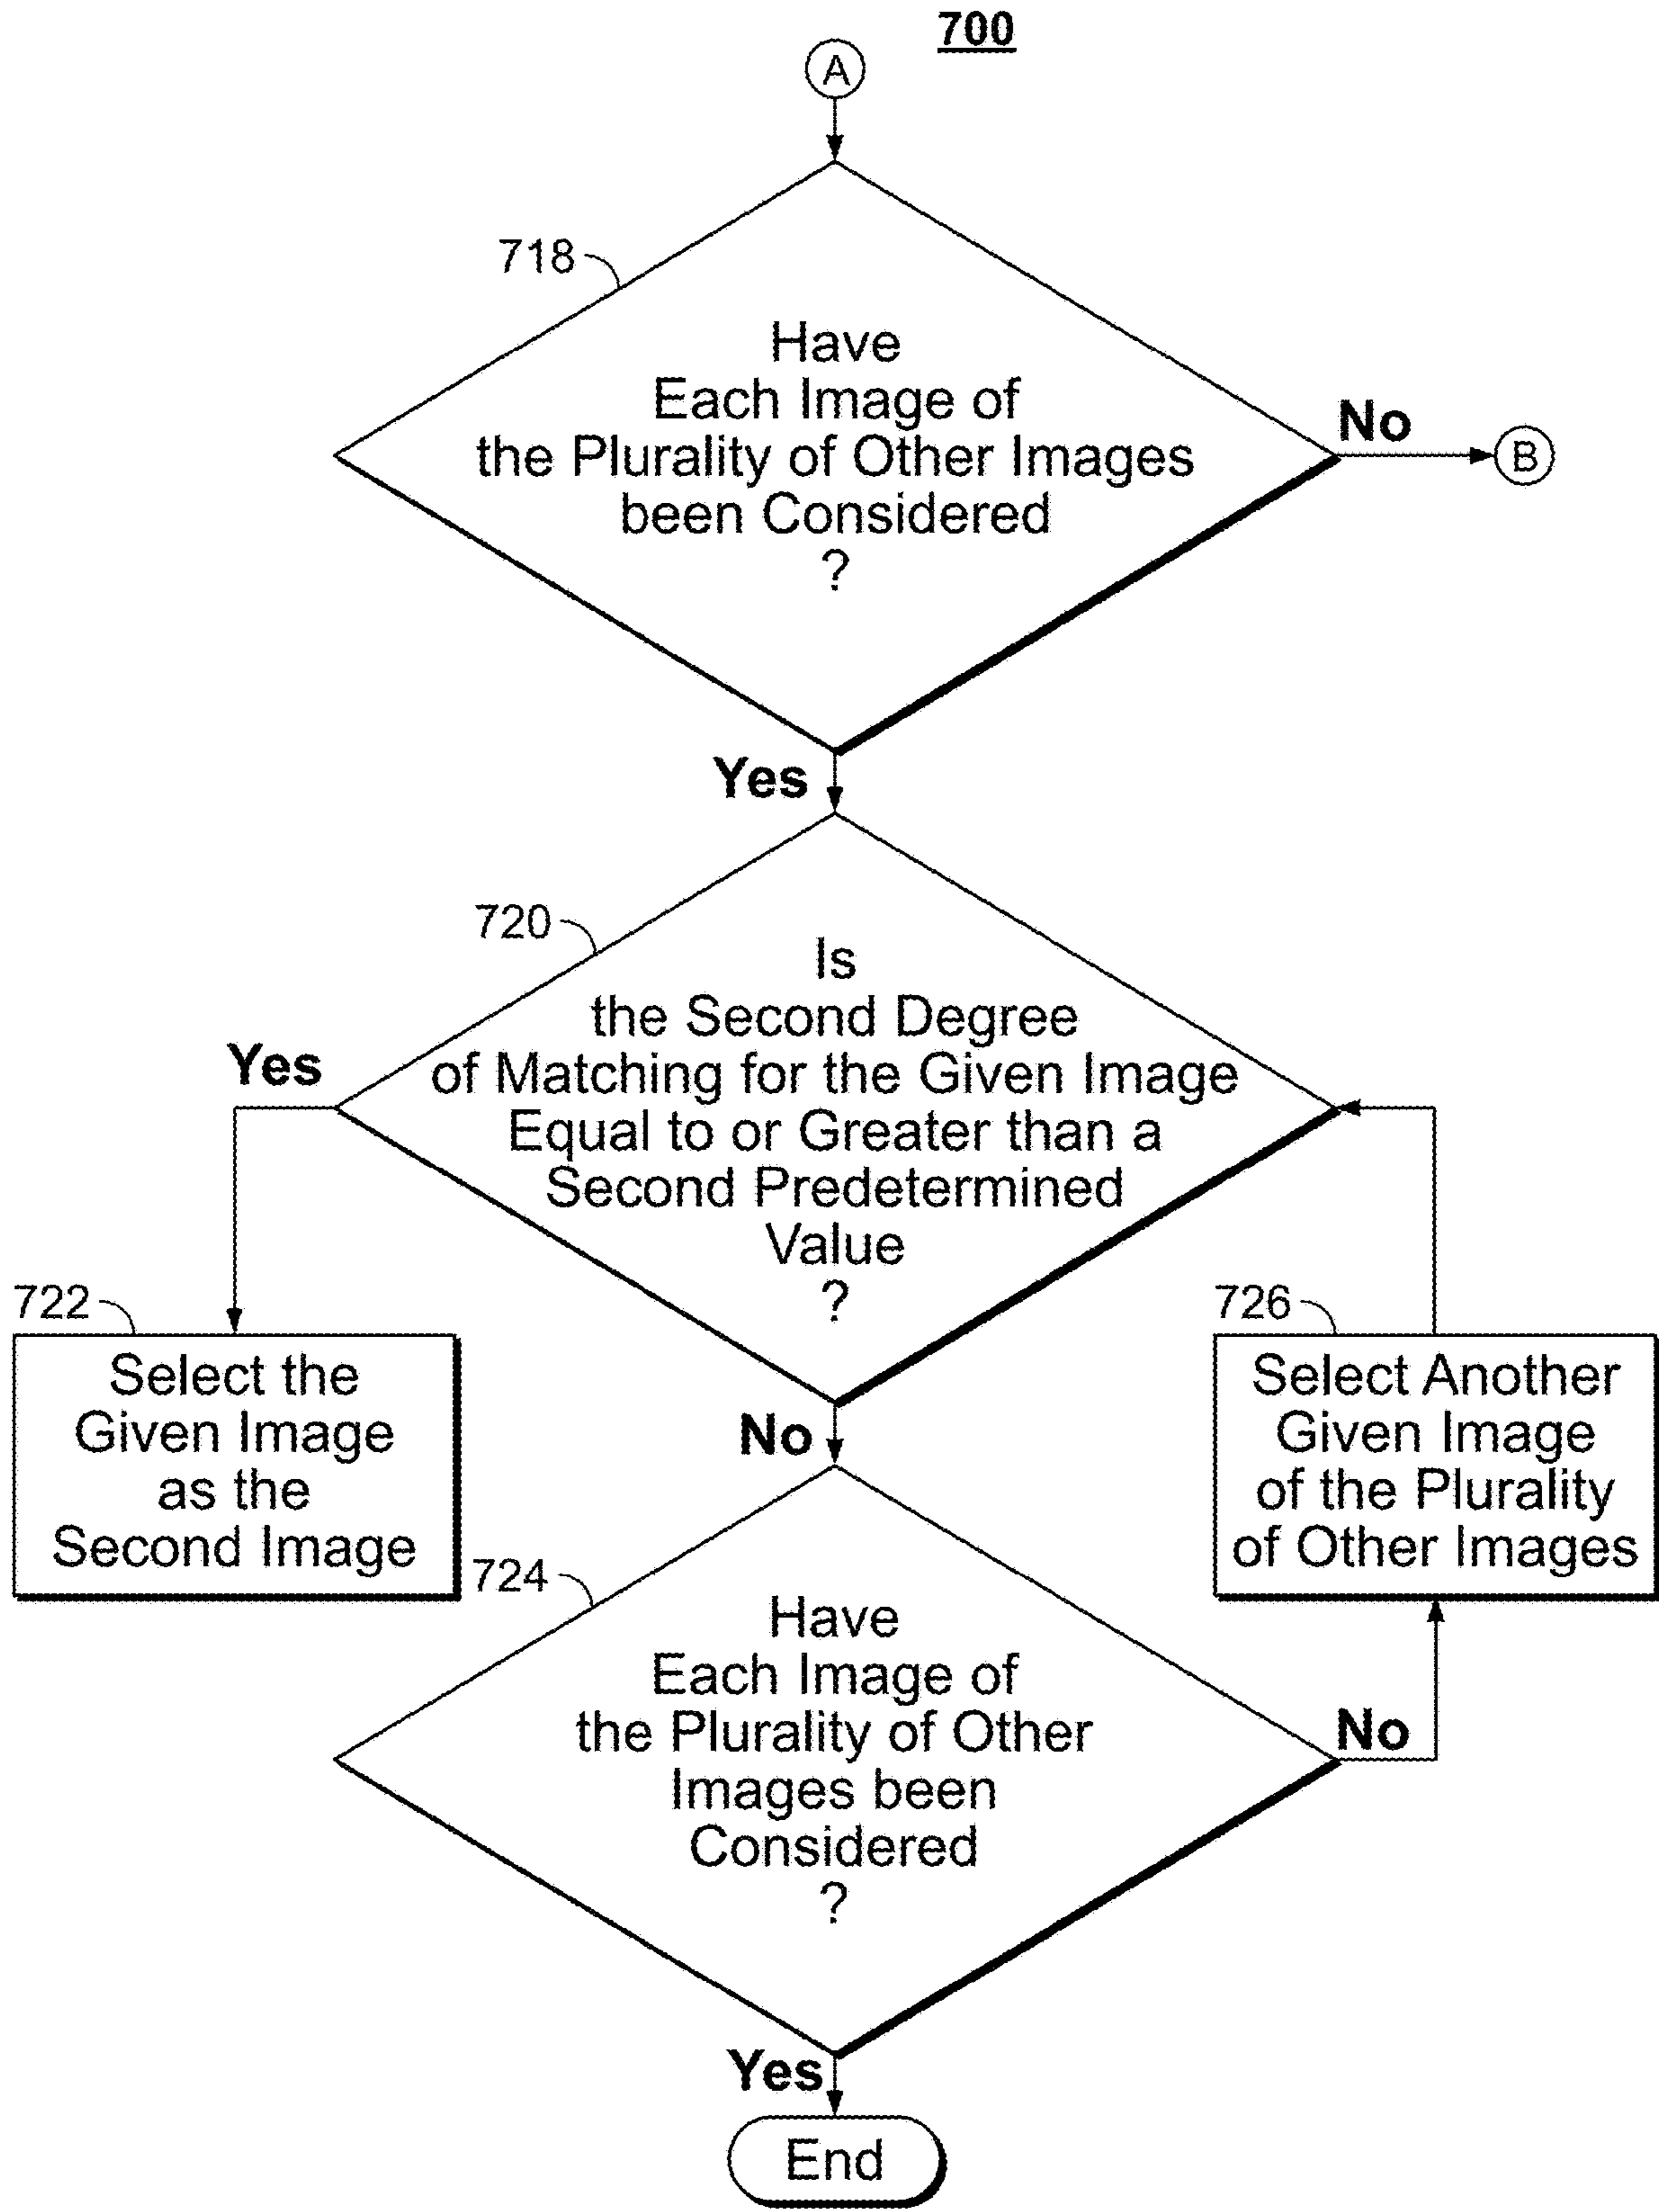 700
A
718
Have
Each Image of
the Plurality of Other Images
been Considered
?
No
B
Yes
720
Is
the Second Degree
of Matching for the Given Image
Equal to or Greater than a
Second Predetermined
Value
?
Yes
722
Select the
Given Image
as the
Second Image
726
Select Another
Given Image
of the Plurality
of Other Images
No
724
Have
Each Image of
the Plurality of Other
Images been
Considered
?
No
Yes
End